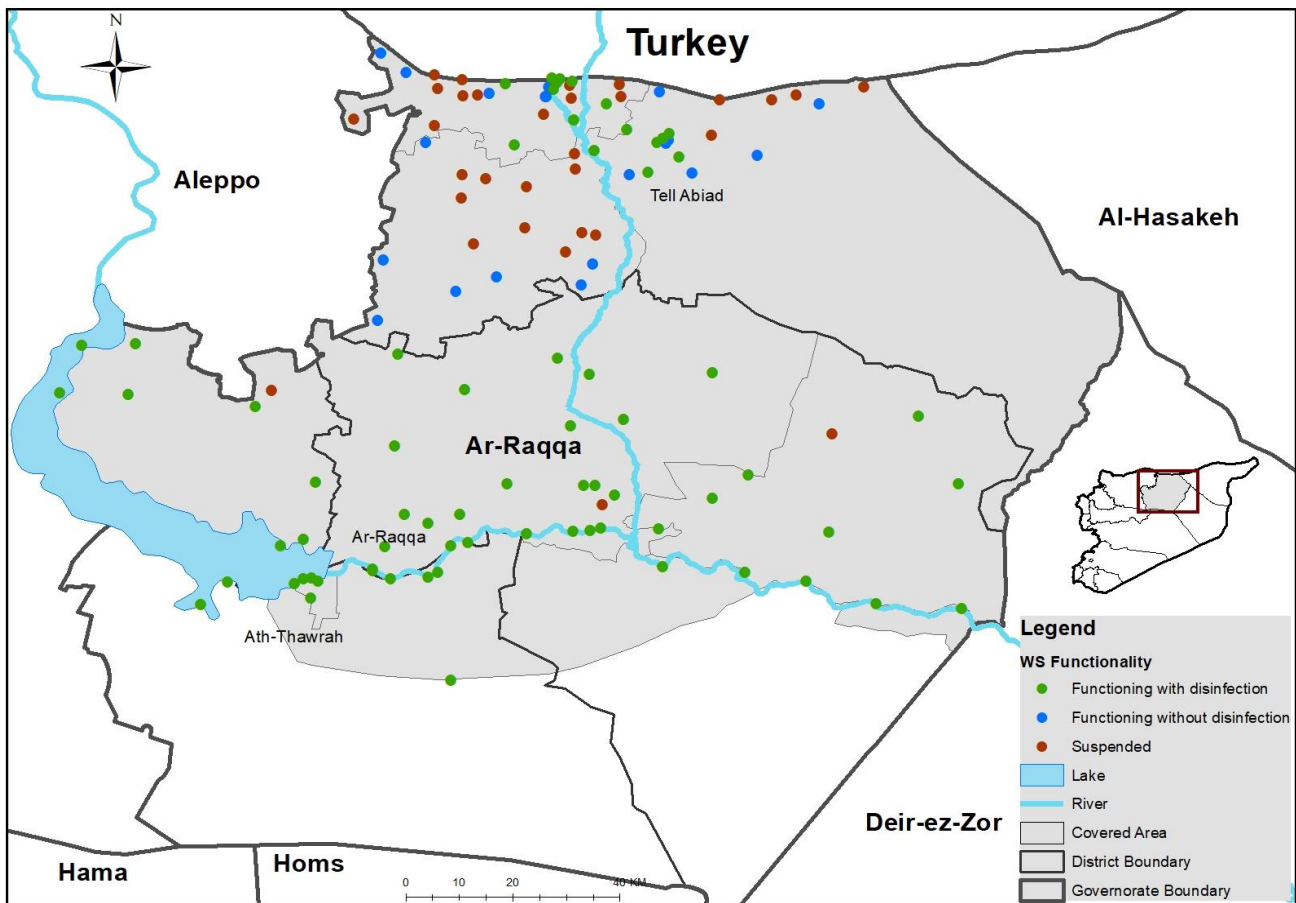 N
Turkey
Aleppo
Tell Abiad
Al-Hasakeh
Ar-Raqqa
Ar-Raqqa
Ath-Thawrah
Deir-ez-Zor
Hama
Homs
0 10 20 40 KM
Legend
WS Functionality
Functioning with disinfection
Functioning without disinfection
Suspended
Lake
River
Covered Area
District Boundary
Governorate Boundary